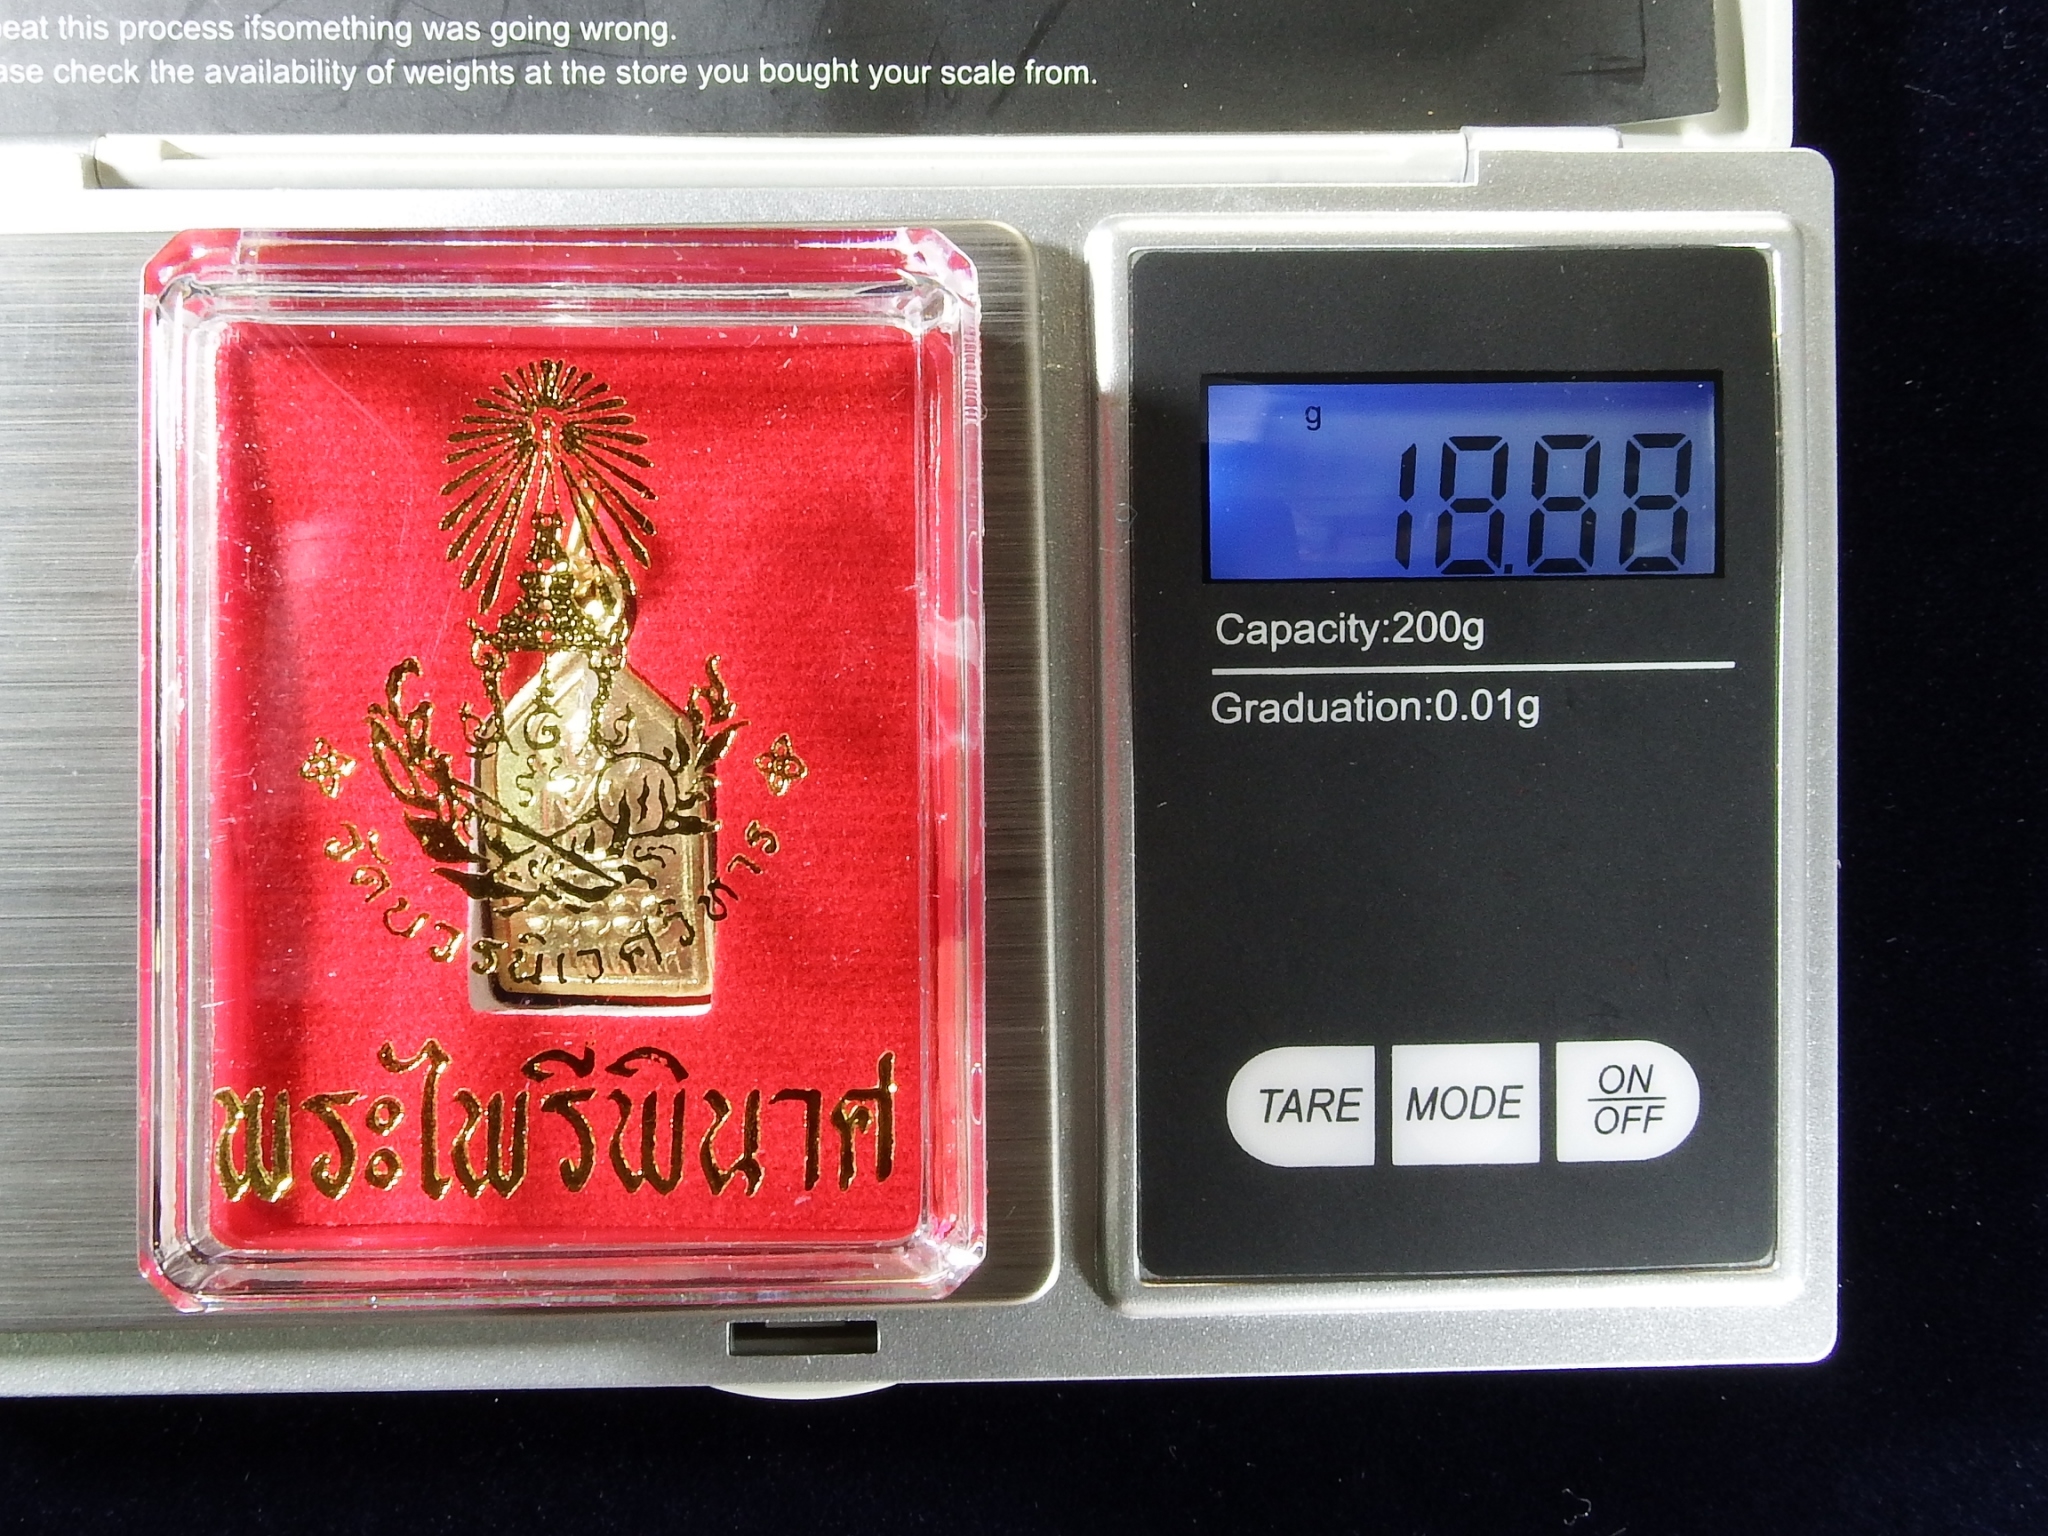 eat this process ifsomething was going wrong.
ase check the availability of weights at the store you bought your scale from.
g
18.88
Capacity:200g
Graduation:0.01g
TARE
MODE
ON
OFF
วัดบวรนิเวศวิหาร
พระไพรีพินาศ